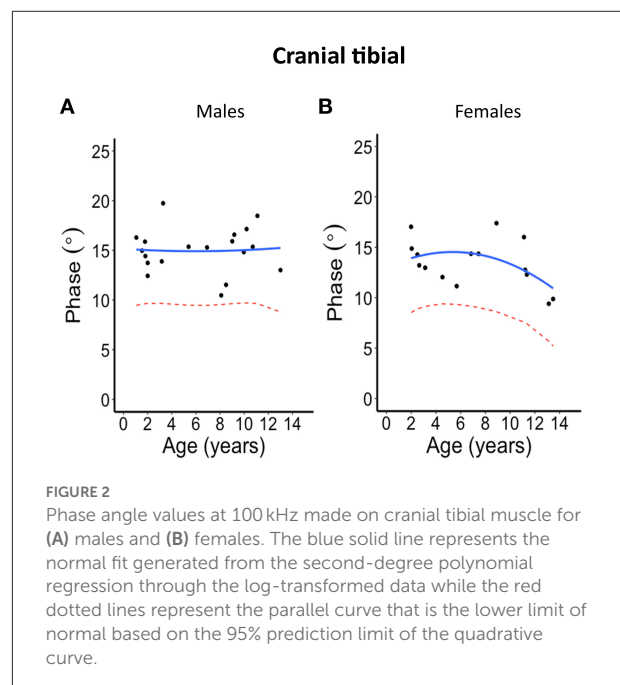 Cranial tibial
A Males
B Females
25
20
15
10
5
0
Phase (°)
0 2 4 6 8 10 12 14
Age (years)
25
20
15
10
5
0
Phase (°)
0 2 4 6 8 10 12 14
Age (years)
FIGURE 2
Phase angle values at 100 kHz made on cranial tibial muscle for
(A) males and (B) females. The blue solid line represents the
normal fit generated from the second-degree polynomial
regression through the log-transformed data while the red
dotted lines represent the parallel curve that is the lower limit of
normal based on the 95% prediction limit of the quadrative
curve.